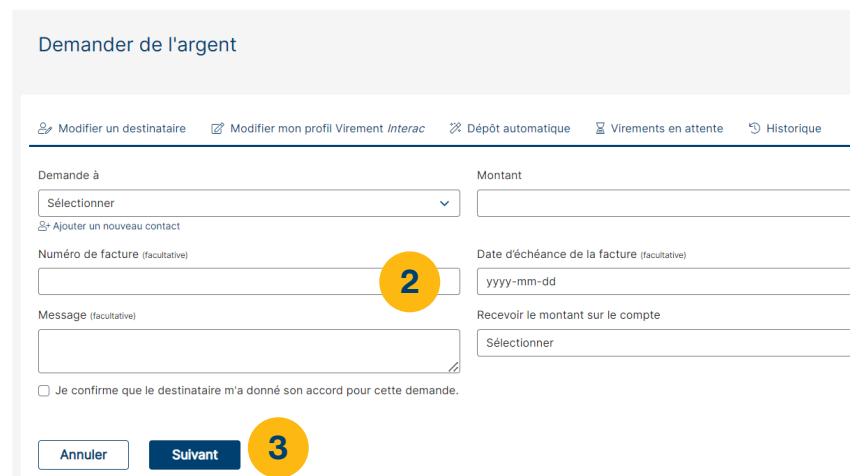 Demander de l'argent
Modifier un destinataire Modifier mon profil Virement Interac Dépôt automatique Virements en attente Historique
Demande à Montant
Sélectionner
Ajouter un nouveau contact
Numéro de facture (facultative) Date d'échéance de la facture (facultative)
2 yyyy-mm-dd
Message (facultative) Recevoir le montant sur le compte
Sélectionner
Je confirme que le destinataire m'a donné son accord pour cette demande.
Annuler Suivant 3